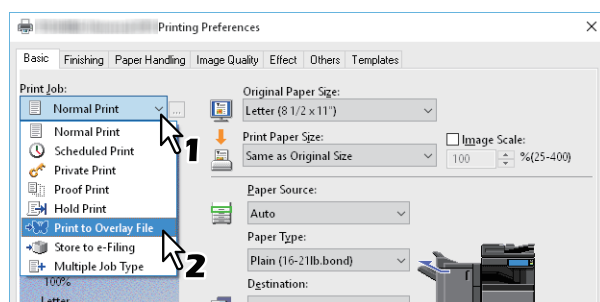 Printing Preferences
Basic Finishing Paper Handling Image Quality Effect Others Templates
Print Job:
Normal Print
...
Normal Print
Scheduled Print
Private Print
Proof Print
Hold Print
Print to Overlay File
Store to e-Filing
Multiple Job Type
1
2
100%
Letter
Original Paper Size:
Letter (8 1/2 x 11")
Print Paper Size:
Same as Original Size
Image Scale:
100 %(25-400)
Paper Source:
Auto
Paper Type:
Plain (16-21lb.bond)
Destination: